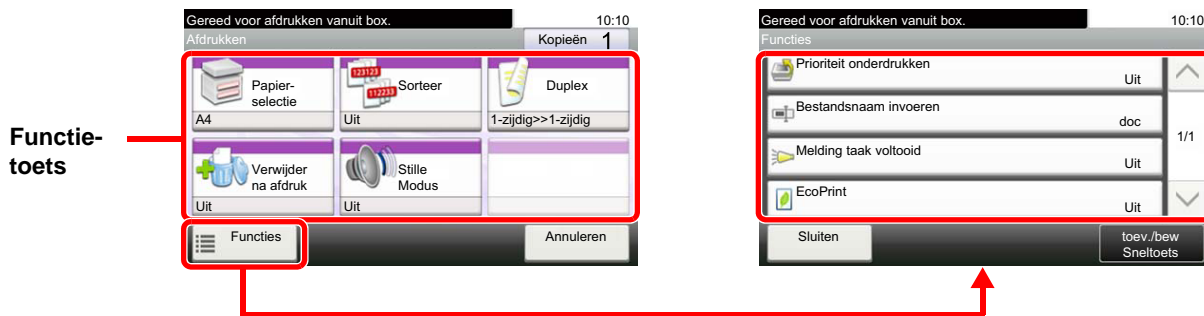 Functie-
toets
Gereed voor afdrukken vanuit box.
10:10
Afdrukken
Kopieën 1
Papier-
selectie
A4
123123
112233
Sorteer
Uit
Duplex
1-zijdig>>1-zijdig
Verwijder
na afdruk
Uit
Stille
Modus
Uit
Functies
Annuleren
Gereed voor afdrukken vanuit box.
10:10
Functies
Prioriteit onderdrukken
Uit
Bestandsnaam invoeren
doc
Melding taak voltooid
Uit
EcoPrint
Uit
1/1
Sluiten
toev./bew
Sneltoets